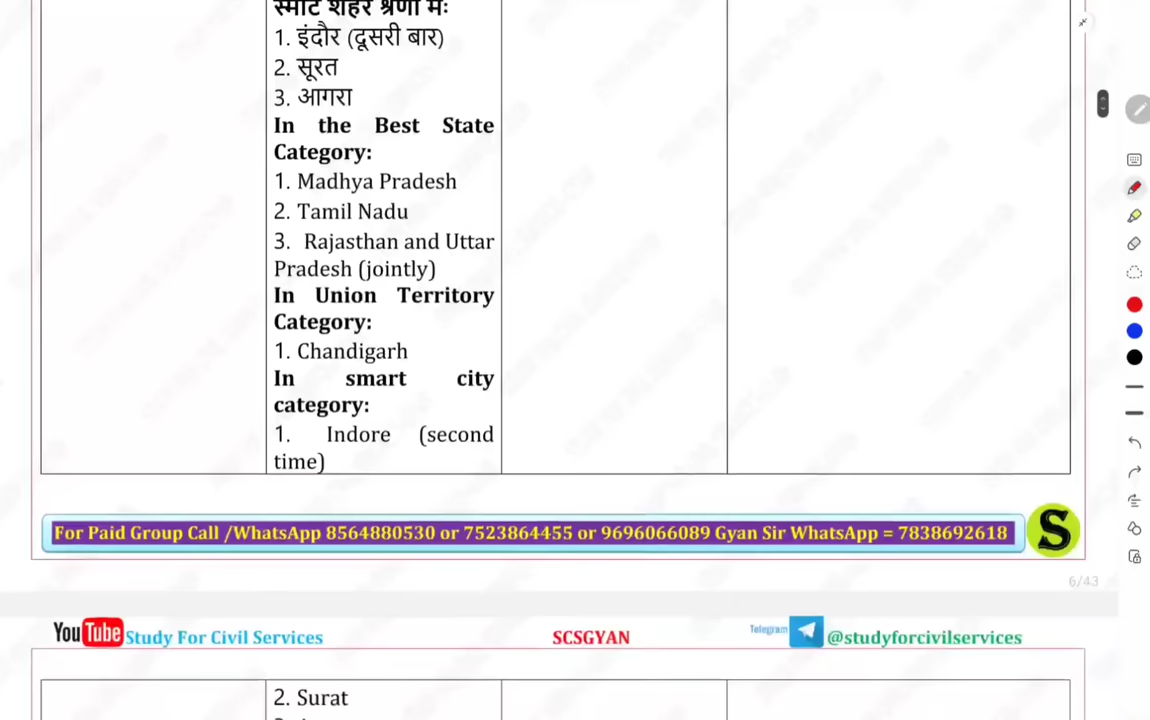 स्मार्ट शहर श्रेणी में:
1. इंदौर (दूसरी बार)
2. सूरत
3. आगरा
In the Best State
Category:
1. Madhya Pradesh
2. Tamil Nadu
3. Rajasthan and Uttar
Pradesh (jointly)
In Union Territory
Category:
1. Chandigarh
In smart city
category:
1. Indore (second
time)
For Paid Group Call /WhatsApp 8564880530 or 7523864455 or 9696066089 Gyan Sir WhatsApp = 7838692618
S
6/43
YouTube Study For Civil Services
SCSGYAN
Telegram @studyforcivilservices
2. Surat